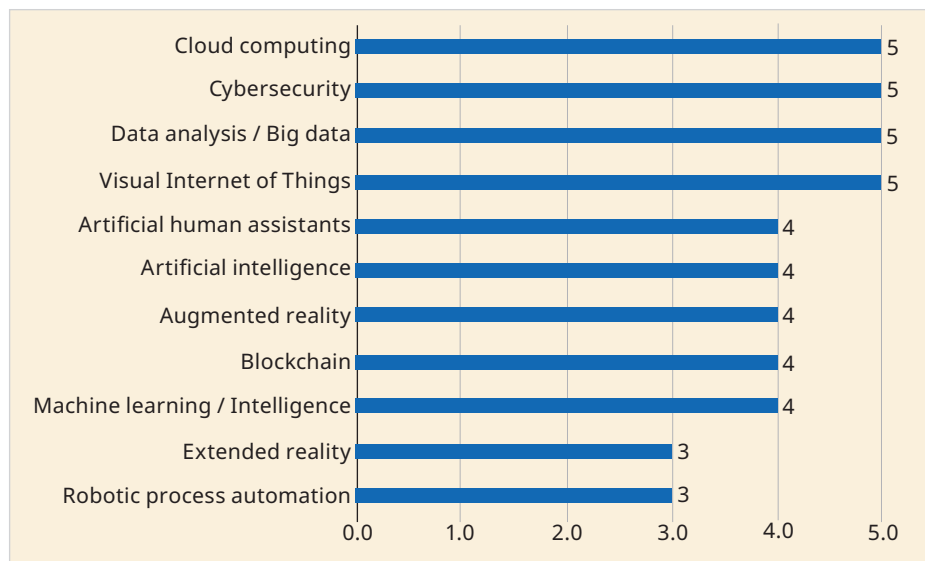 Cloud computing 5
Cybersecurity 5
Data analysis / Big data 5
Visual Internet of Things 5
Artificial human assistants 4
Artificial intelligence 4
Augmented reality 4
Blockchain 4
Machine learning / Intelligence 4
Extended reality 3
Robotic process automation 3
0.0 1.0 2.0 3.0 4.0 5.0